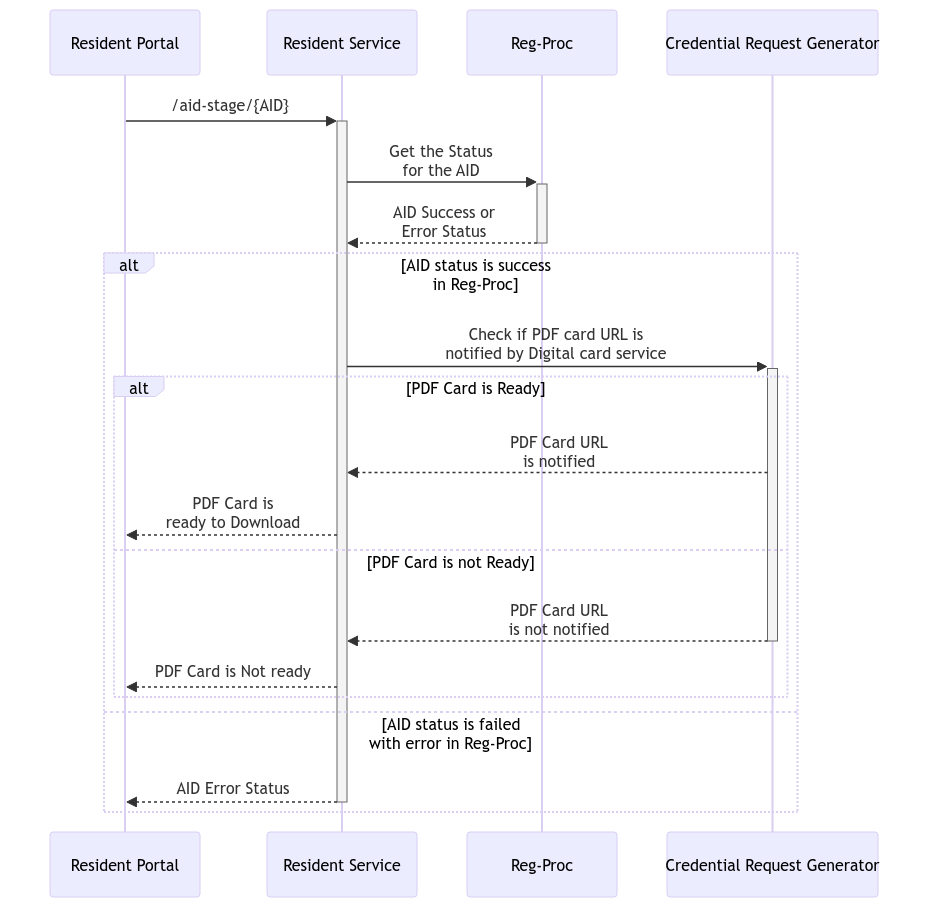 Resident Portal
Resident Service
Reg-Proc
Credential Request Generator
/aid-stage/{AID}
Get the Status
for the AID
AID Success or
Error Status
alt
[AID status is success
in Reg-Proc]
Check if PDF card URL is
notified by Digital card service
alt
[PDF Card is Ready]
PDF Card URL
is notified
PDF Card is
ready to Download
[PDF Card is not Ready]
PDF Card URL
is not notified
PDF Card is Not ready
[AID status is failed
with error in Reg-Proc]
AID Error Status
Resident Portal
Resident Service
Reg-Proc
Credential Request Generator